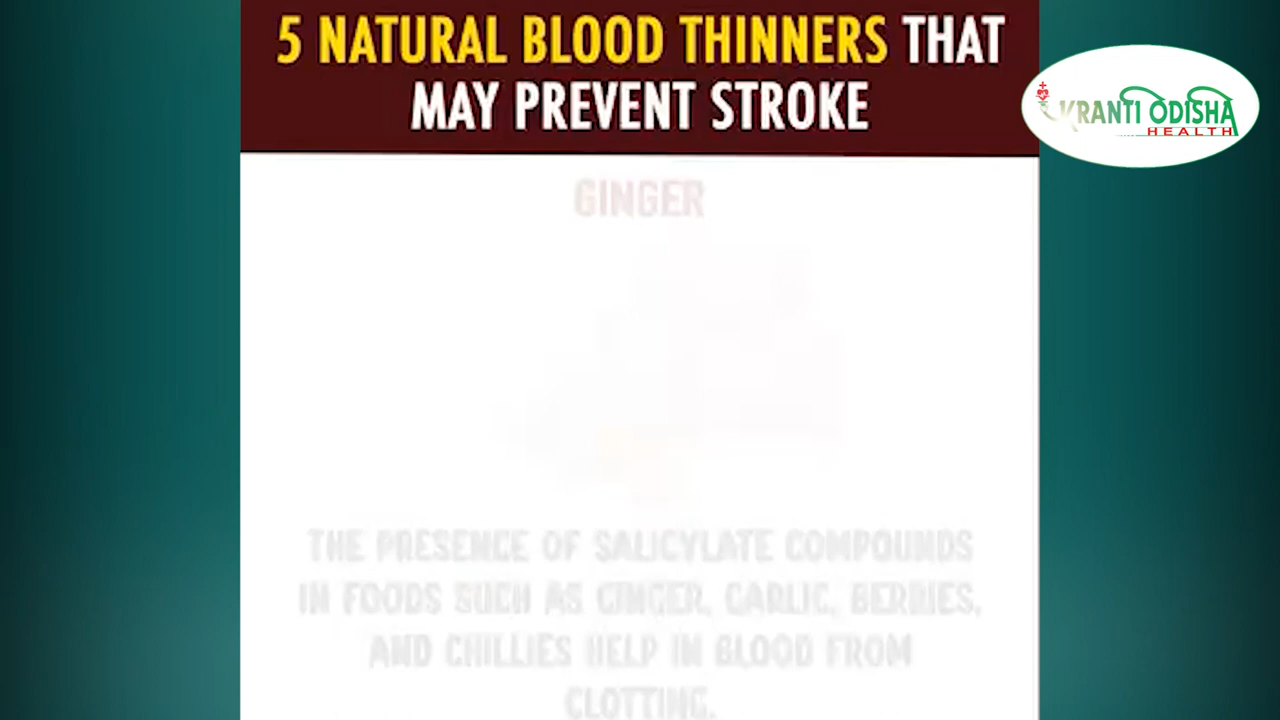 5 NATURAL BLOOD THINNERS THAT
MAY PREVENT STROKE
KRANTI ODISHA
HEALTH
GINGER
THE PRESENCE OF SALICYLATE COMPOUNDS
IN FOODS SUCH AS GINGER, GARLIC, BERRIES,
AND CHILLIES HELP IN BLOOD FROM
CLOTTING.